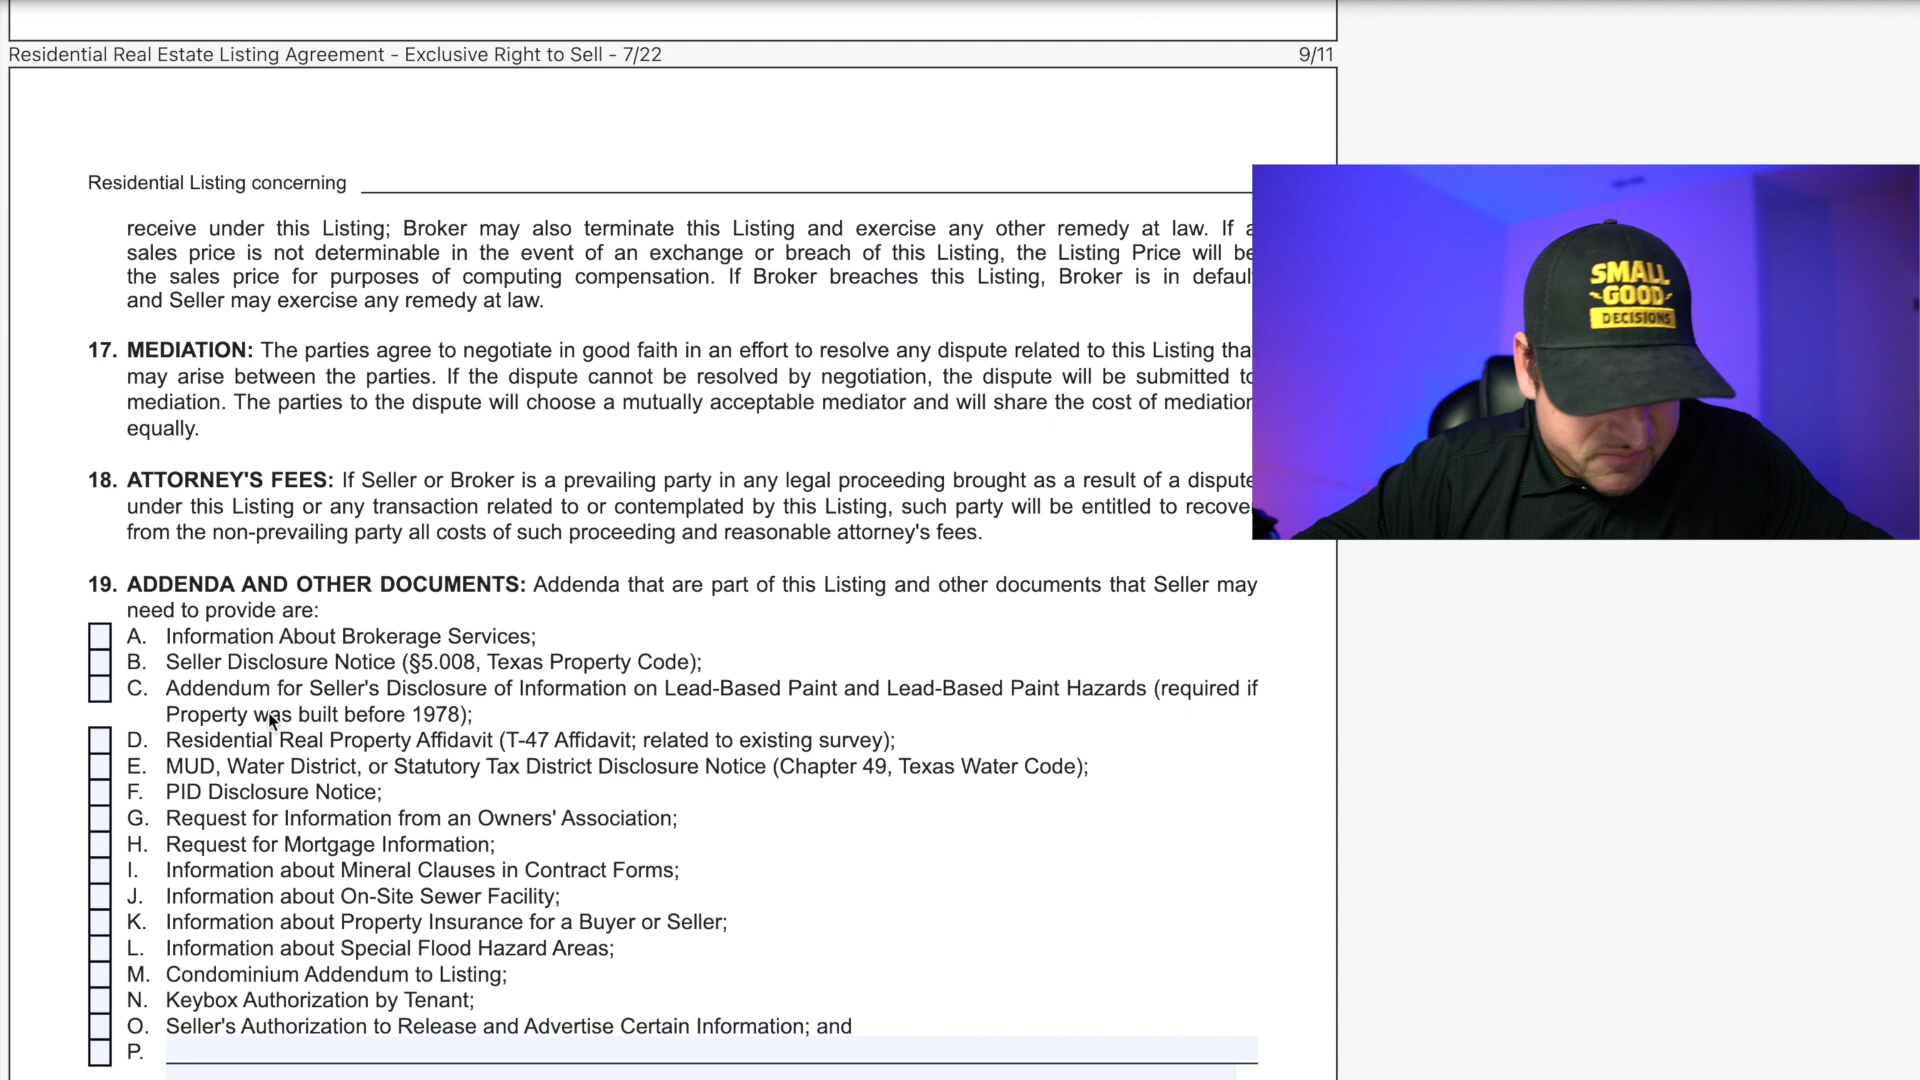 Residential Real Estate Listing Agreement - Exclusive Right to Sell - 7/22 9/11
Residential Listing concerning
receive under this Listing; Broker may also terminate this Listing and exercise any other remedy at law. If a
sales price is not determinable in the event of an exchange or breach of this Listing, the Listing Price will be
the sales price for purposes of computing compensation. If Broker breaches this Listing, Broker is in defaul
and Seller may exercise any remedy at law.
17. MEDIATION: The parties agree to negotiate in good faith in an effort to resolve any dispute related to this Listing tha
may arise between the parties. If the dispute cannot be resolved by negotiation, the dispute will be submitted to
mediation. The parties to the dispute will choose a mutually acceptable mediator and will share the cost of mediation
equally.
18. ATTORNEY'S FEES: If Seller or Broker is a prevailing party in any legal proceeding brought as a result of a dispute
under this Listing or any transaction related to or contemplated by this Listing, such party will be entitled to recove
from the non-prevailing party all costs of such proceeding and reasonable attorney's fees.
19. ADDENDA AND OTHER DOCUMENTS: Addenda that are part of this Listing and other documents that Seller may
need to provide are:
A. Information About Brokerage Services;
B. Seller Disclosure Notice (§5.008, Texas Property Code);
C. Addendum for Seller's Disclosure of Information on Lead-Based Paint and Lead-Based Paint Hazards (required if
Property was built before 1978);
D. Residential Real Property Affidavit (T-47 Affidavit; related to existing survey);
E. MUD, Water District, or Statutory Tax District Disclosure Notice (Chapter 49, Texas Water Code);
F. PID Disclosure Notice;
G. Request for Information from an Owners' Association;
H. Request for Mortgage Information;
I. Information about Mineral Clauses in Contract Forms;
J. Information about On-Site Sewer Facility;
K. Information about Property Insurance for a Buyer or Seller;
L. Information about Special Flood Hazard Areas;
M. Condominium Addendum to Listing;
N. Keybox Authorization by Tenant;
O. Seller's Authorization to Release and Advertise Certain Information; and
P.
SMALL
GOOD
DECISIONS